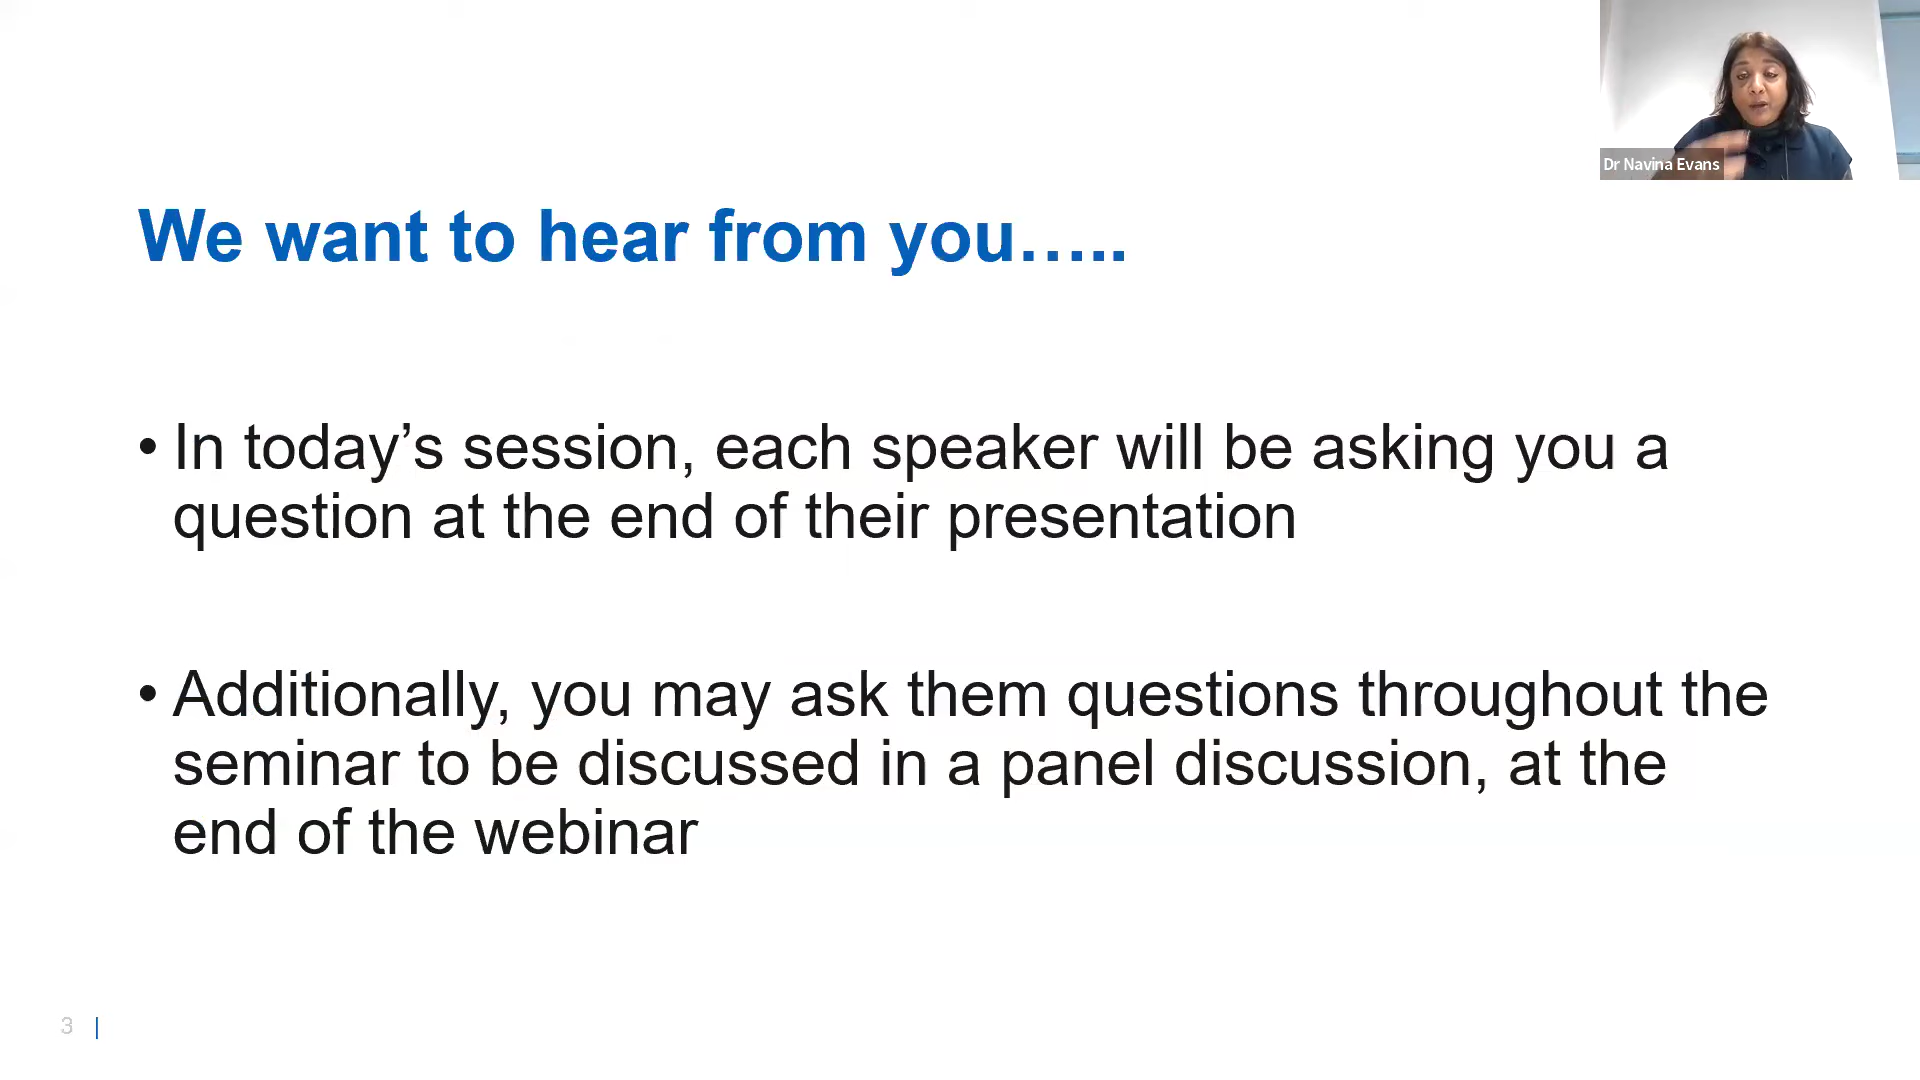 Dr Navina Evans
We want to hear from you…..
• In today’s session, each speaker will be asking you a
question at the end of their presentation
• Additionally, you may ask them questions throughout the
seminar to be discussed in a panel discussion, at the
end of the webinar
3 |